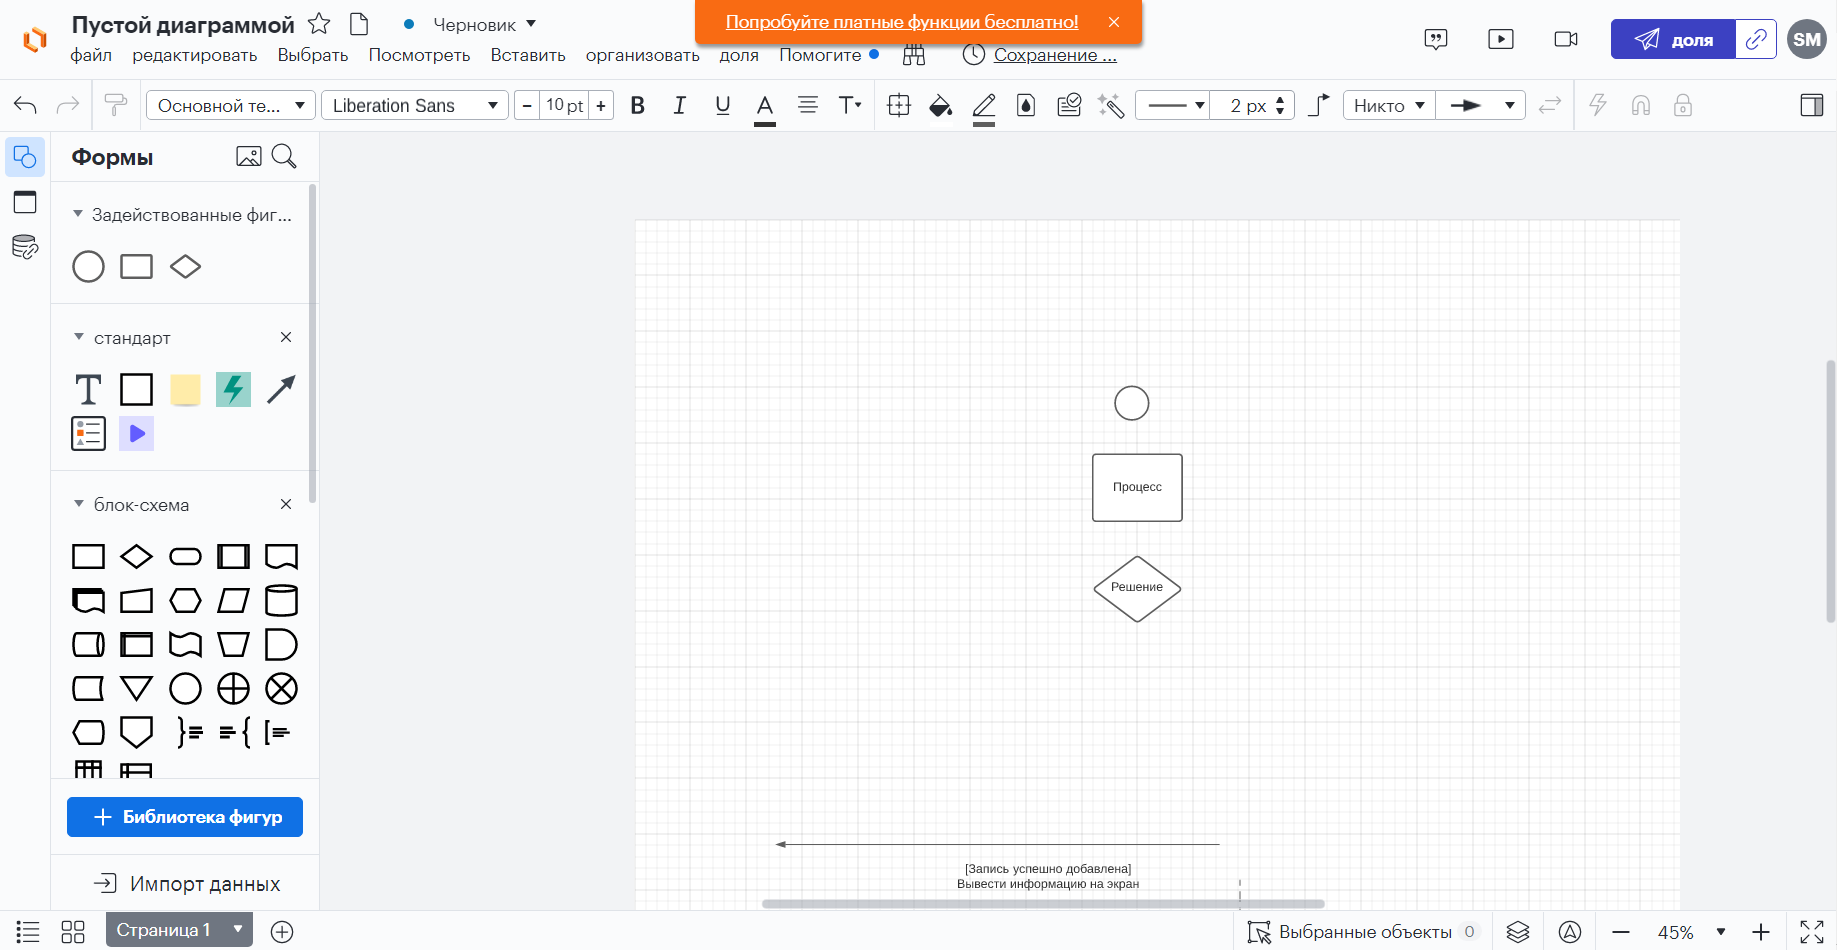 Пустой диаграммой
Черновик
Попробуйте платные функции бесплатно!
файл редактировать Выбрать Посмотреть Вставить организовать доля Помогите Сохранение ...
доля
SM
Основной те... Liberation Sans 10 pt B I U A T 2 px Никто
Формы
Задействованные фиг...
стандарт
T
блок-схема
Библиотека фигур
Импорт данных
Процесс
Решение
[Запись успешно добавлена]
Вывести информацию на экран
Страница 1
Выбранные объекты 0
45%